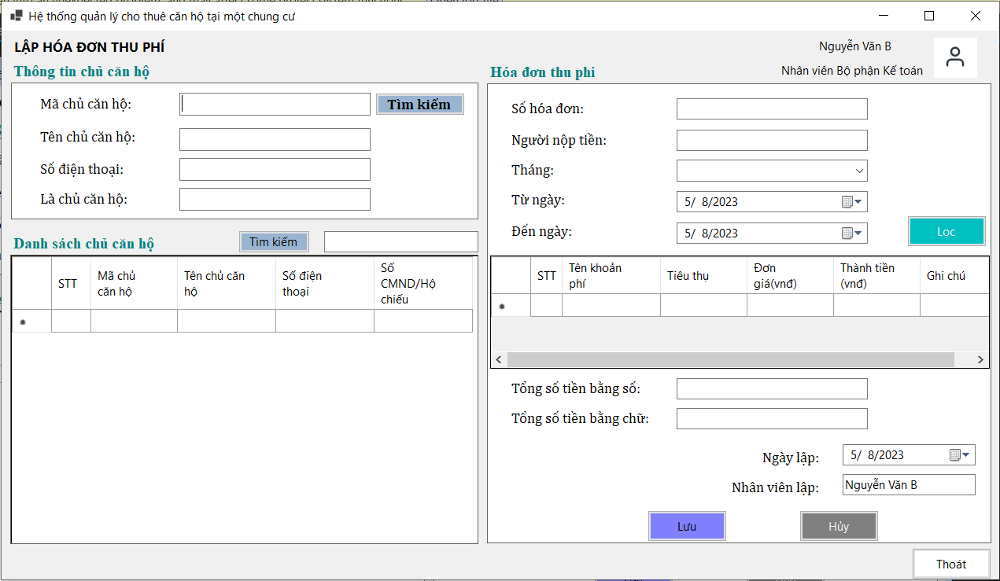 Hệ thống quản lý cho thuê căn hộ tại một chung cư
LẬP HÓA ĐƠN THU PHÍ
Nguyễn Văn B
Nhân viên Bộ phận Kế toán
Thông tin chủ căn hộ
Mã chủ căn hộ:
Tìm kiếm
Tên chủ căn hộ:
Số điện thoại:
Là chủ căn hộ:
Danh sách chủ căn hộ
Tìm kiếm
STT
Mã chủ
căn hộ
Tên chủ căn
hộ
Số điện
thoại
Số
CMND/Hộ
chiếu
Hóa đơn thu phí
Số hóa đơn:
Người nộp tiền:
Tháng:
Từ ngày:
5/ 8/2023
Đến ngày:
5/ 8/2023
Lọc
STT
Tên khoản
phí
Tiêu thụ
Đơn
giá(vnđ)
Thành tiền
(vnđ)
Ghi chú
Tổng số tiền bằng số:
Tổng số tiền bằng chữ:
Ngày lập:
5/ 8/2023
Nhân viên lập:
Nguyễn Văn B
Lưu
Hủy
Thoát